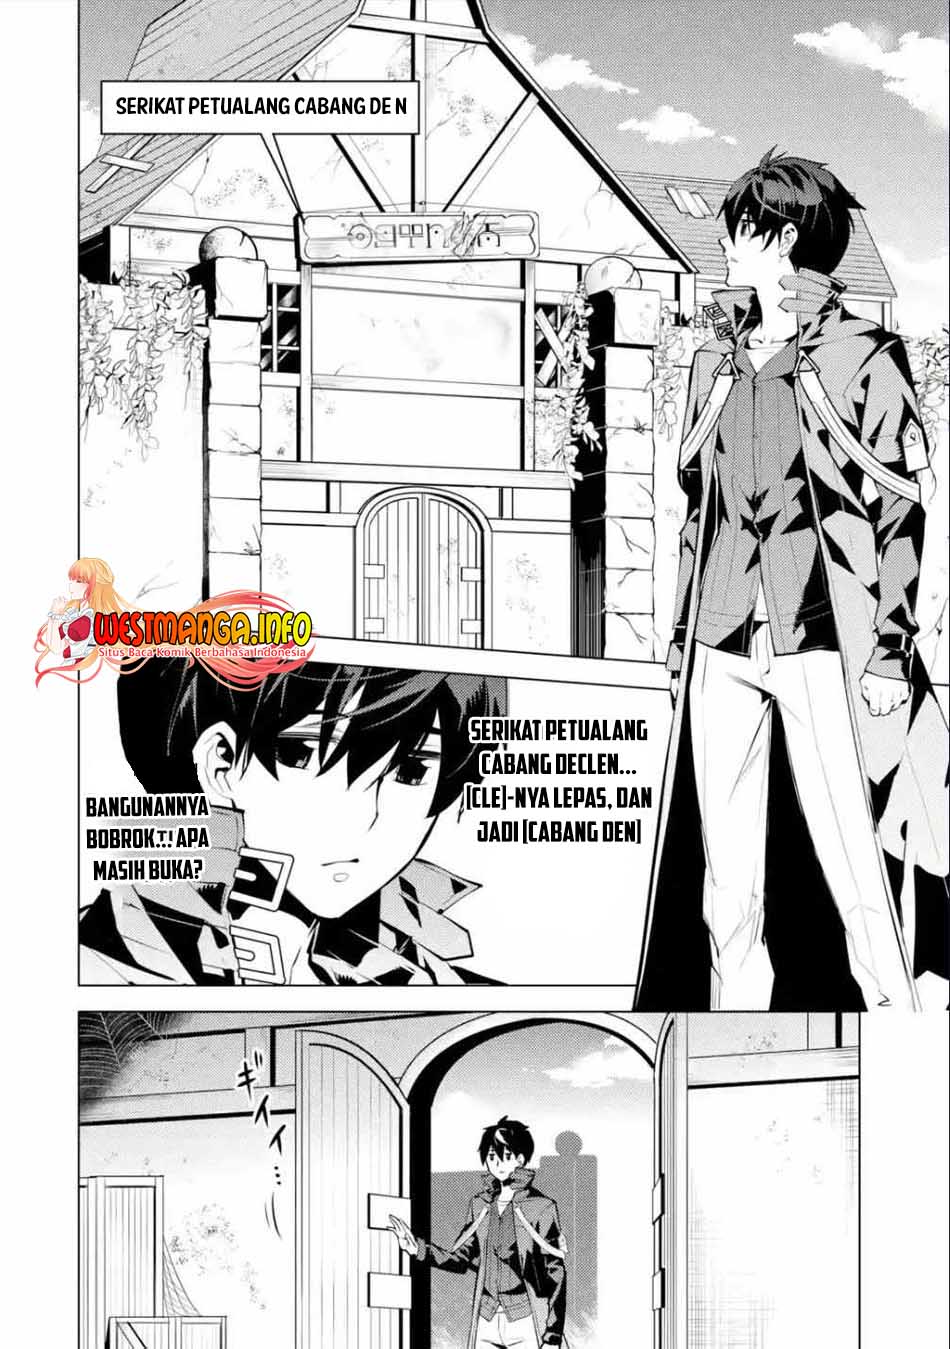 SERIKAT PETUALANG CABANG DE N
WESTMANGA.INFO
Situs Baca Komik Berbahasa Indonesia
SERIKAT PETUALANG
CABANG DECLEN...
[CLE]-NYA LEPAS, DAN
JADI [CABANG DEN]
BANGUNANNYA
BOBROK... APA
MASIH BUKA?
ギイィィ